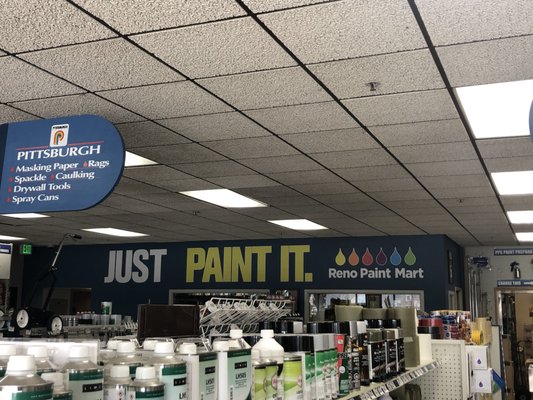 PITTSBURGH
Masking Paper Rags
Spackle Caulking
Drywall Tools
Spray Cans
JUST PAINT IT.
Reno Paint Mart